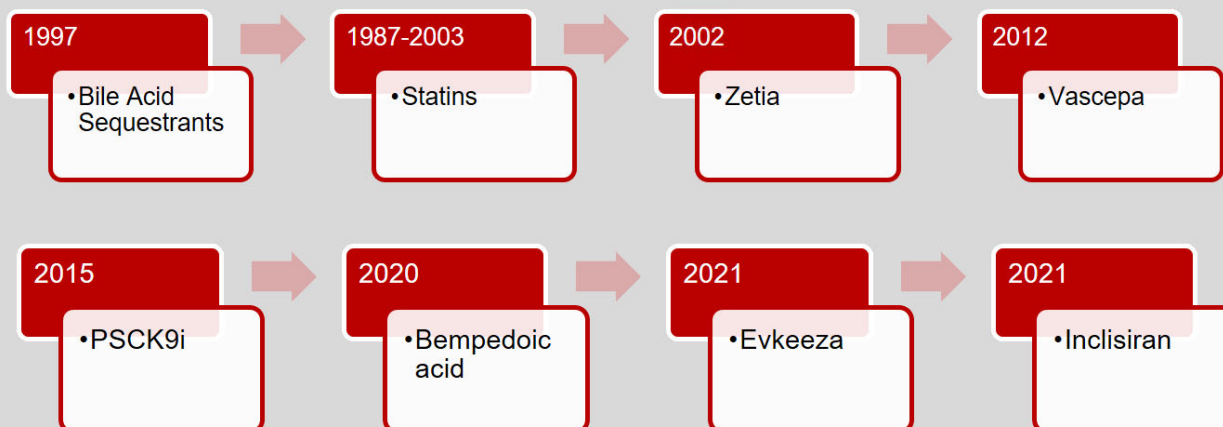 1997
•Bile Acid
Sequestrants
1987-2003
•Statins
2002
•Zetia
2012
•Vascepa
2015
•PSCK9i
2020
•Bempedoic
acid
2021
•Evkeeza
2021
•Inclisiran